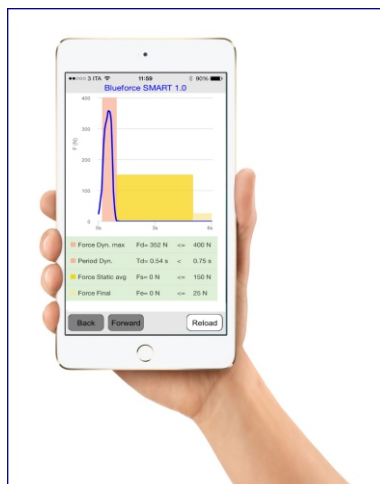 3 ITA 11:59 90%
Blueforce SMART 1.0
400
300
200
100
0
F (N)
0s 2s 4s
Force Dyn. max Fd= 352 N <= 400 N
Period Dyn. Td= 0.54 s < 0.75 s
Force Static avg Fs= 0 N <= 150 N
Force Final Fe= 0 N <= 25 N
Back Forward Reload